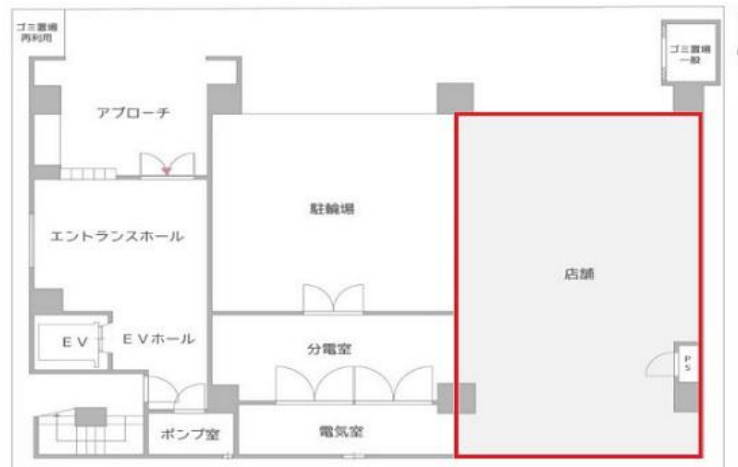 ゴミ置場
再利用
ゴミ置場
一般
アプローチ
駐輪場
エントランスホール
店舗
EV
EVホール
分電室
PS
ポンプ室
電気室